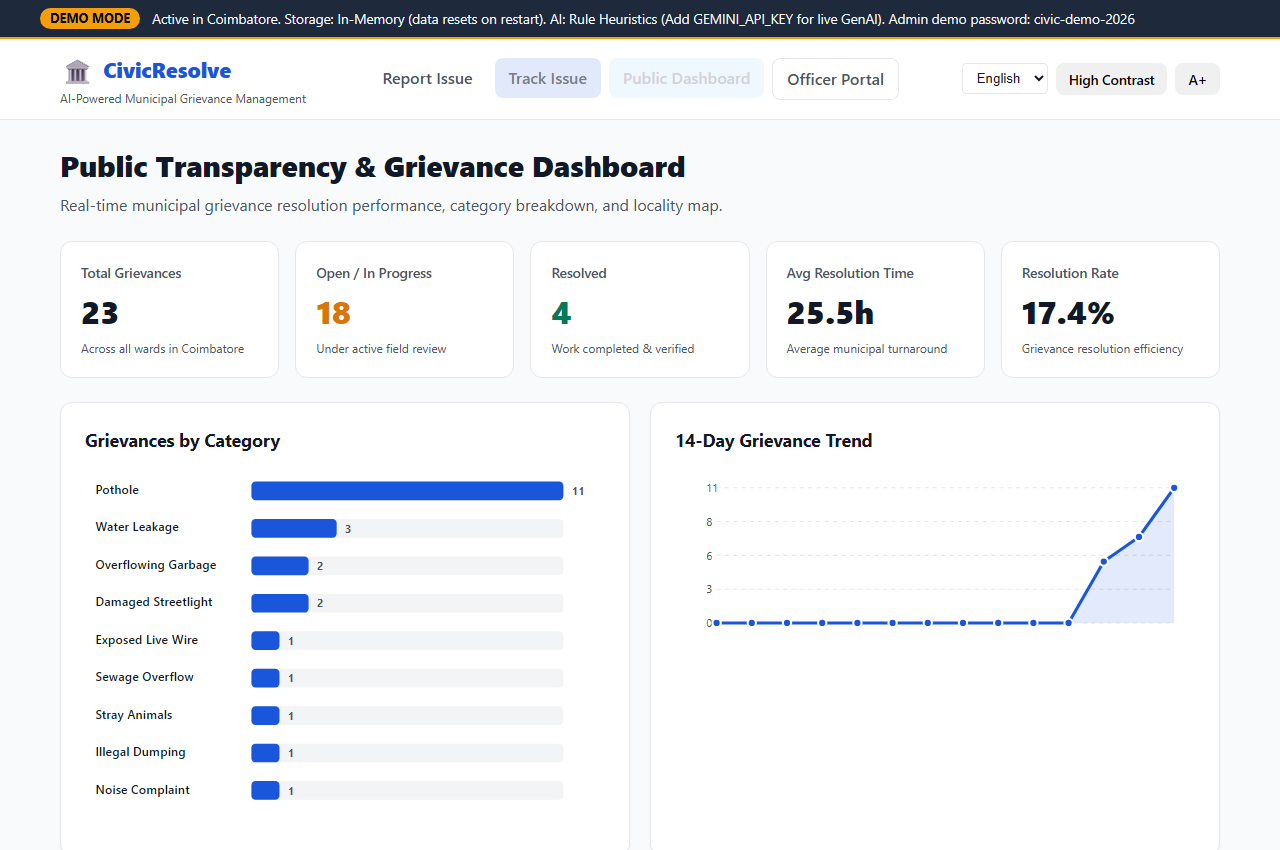 DEMO MODE Active in Coimbatore. Storage: In-Memory (data resets on restart). AI: Rule Heuristics (Add GEMINI_API_KEY for live GenAI). Admin demo password: civic-demo-2026
CivicResolve
AI-Powered Municipal Grievance Management
Report Issue
Track Issue
Public Dashboard
Officer Portal
English
High Contrast
A+
Public Transparency & Grievance Dashboard
Real-time municipal grievance resolution performance, category breakdown, and locality map.
Total Grievances
23
Across all wards in Coimbatore
Open / In Progress
18
Under active field review
Resolved
4
Work completed & verified
Avg Resolution Time
25.5h
Average municipal turnaround
Resolution Rate
17.4%
Grievance resolution efficiency
Grievances by Category
Pothole 11
Water Leakage 3
Overflowing Garbage 2
Damaged Streetlight 2
Exposed Live Wire 1
Sewage Overflow 1
Stray Animals 1
Illegal Dumping 1
Noise Complaint 1
14-Day Grievance Trend
11
8
6
3
0